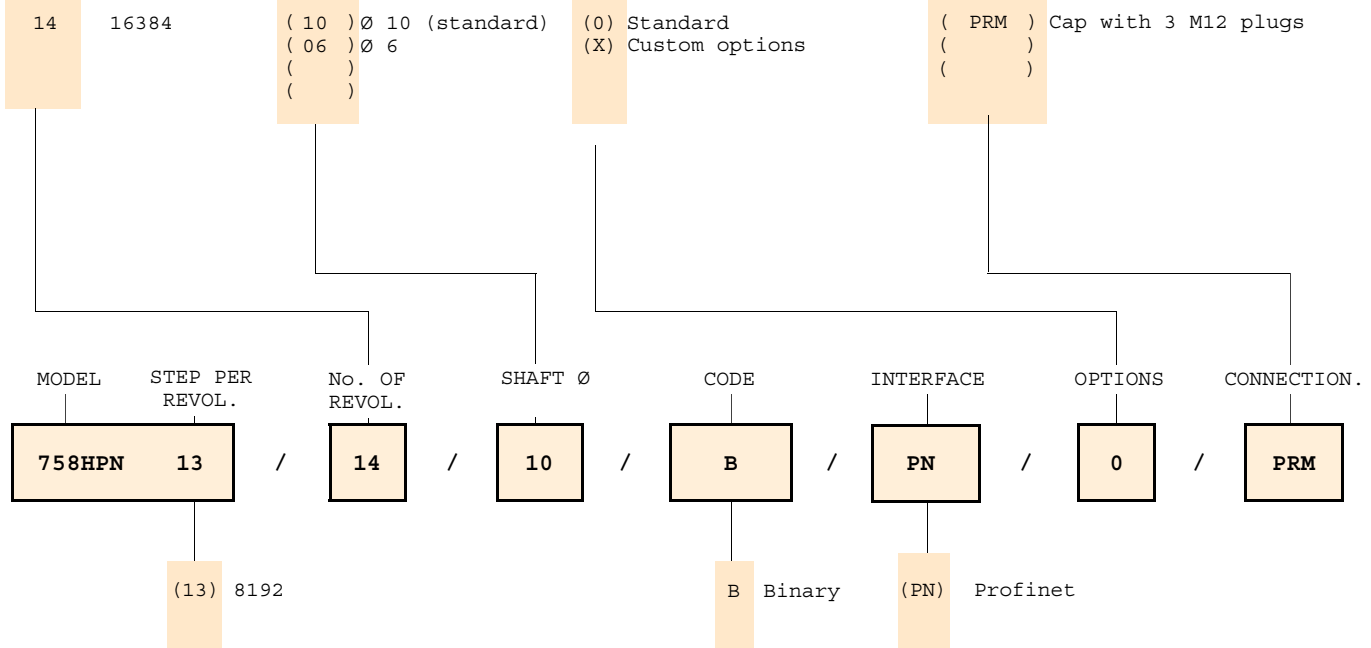 14 16384 ( 10 ) Ø 10 (standard) (0) Standard ( PRM ) Cap with 3 M12 plugs
( 06 ) Ø 6 (X) Custom options ( )
( ) ( )
( )
MODEL STEP PER No. OF SHAFT Ø CODE INTERFACE OPTIONS CONNECTION.
REVOL. REVOL.
758HPN 13 / 14 / 10 / B / PN / 0 / PRM
(13) 8192 B Binary (PN) Profinet